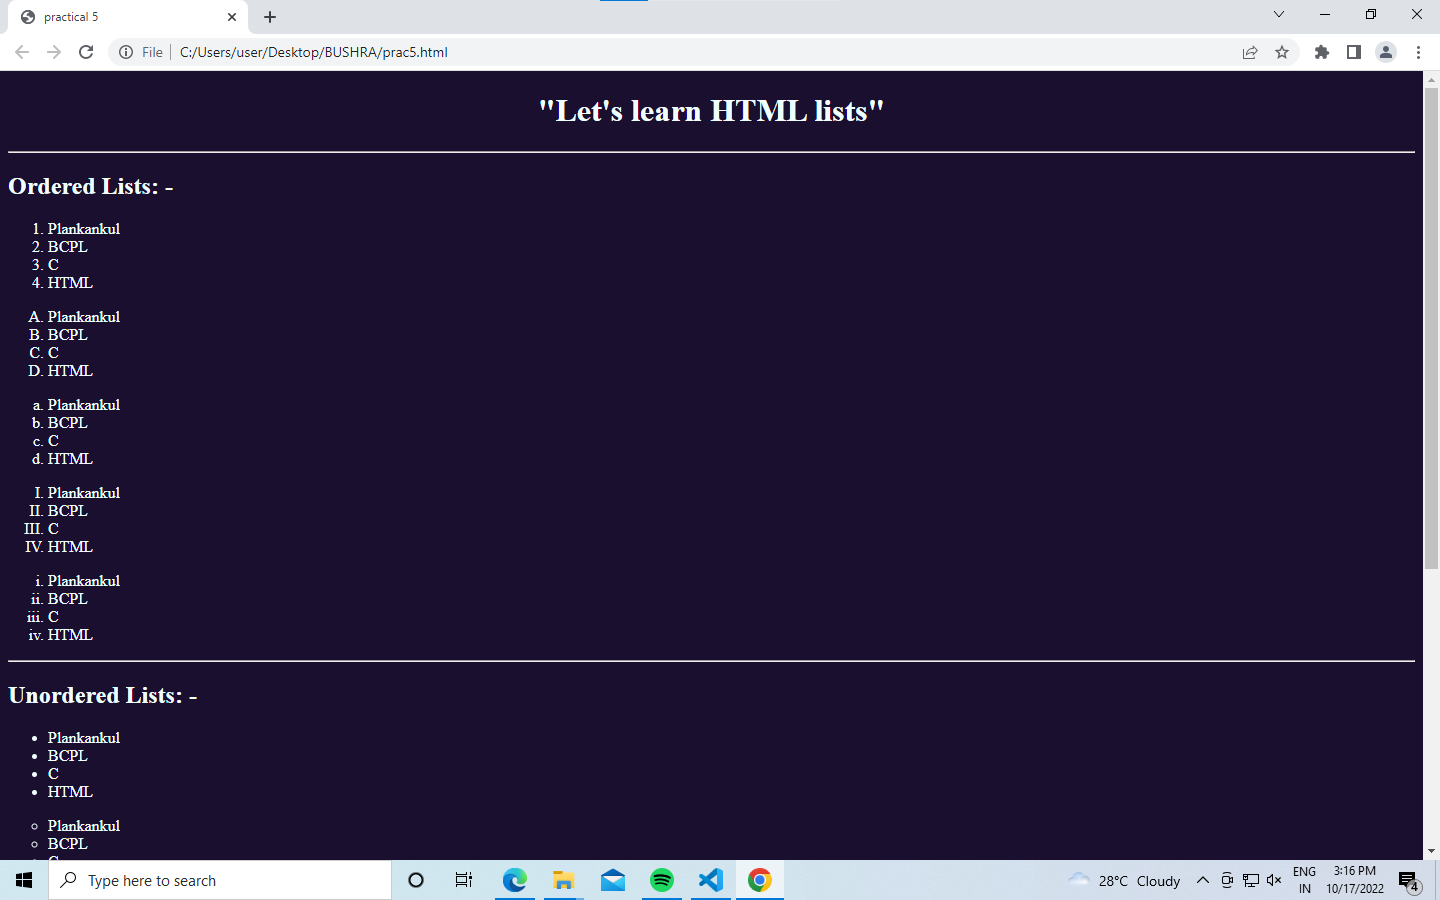 practical 5
File C:/Users/user/Desktop/BUSHRA/prac5.html
"Let's learn HTML lists"
Ordered Lists: -
1. Plankankul
2. BCPL
3. C
4. HTML
A. Plankankul
B. BCPL
C. C
D. HTML
a. Plankankul
b. BCPL
c. C
d. HTML
I. Plankankul
II. BCPL
III. C
IV. HTML
i. Plankankul
ii. BCPL
iii. C
iv. HTML
Unordered Lists: -
• Plankankul
• BCPL
• C
• HTML
◦ Plankankul
◦ BCPL
◦ C
Type here to search
28°C Cloudy
ENG
IN
3:16 PM
10/17/2022
4